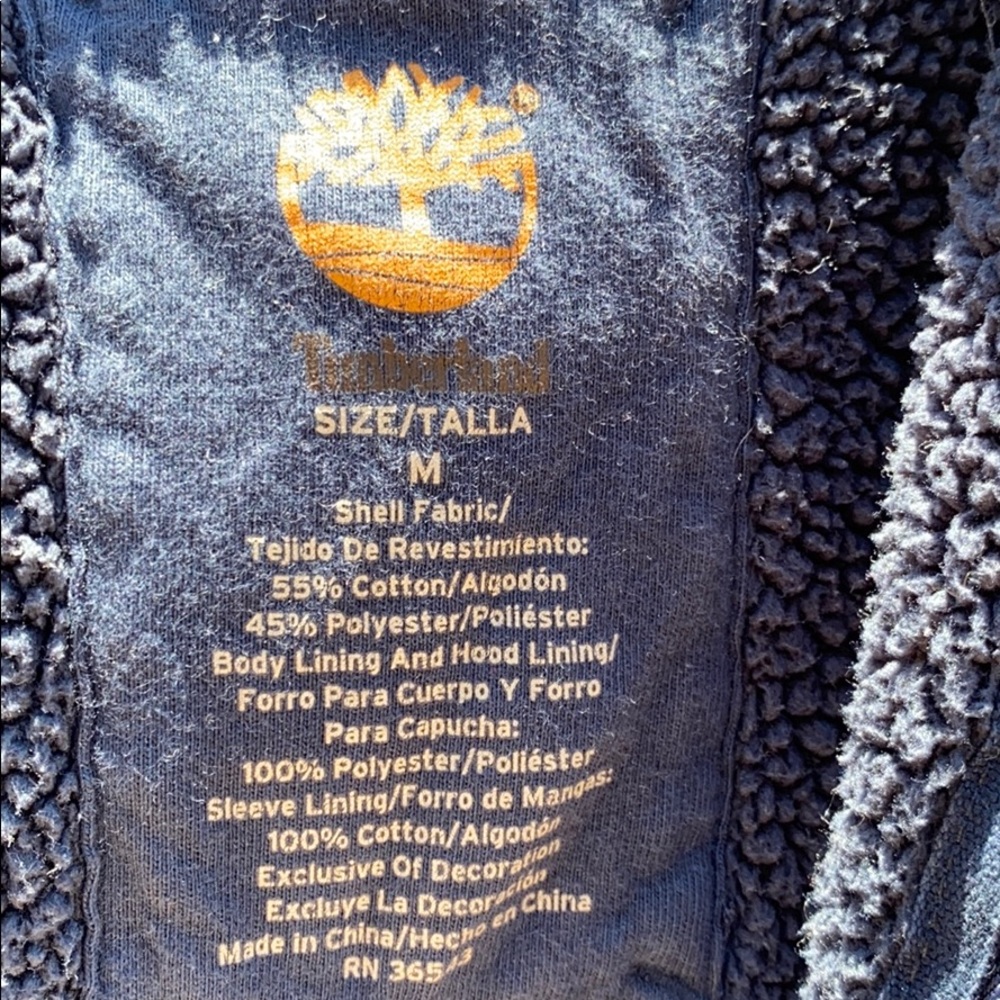 Timberland
SIZE/TALLA
M
Shell Fabric/
Tejido De Revestimiento:
55% Cotton/Algodón
45% Polyester/Poliéster
Body Lining And Hood Lining/
Forro Para Cuerpo Y Forro
Para Capucha:
100% Polyester/Poliéster
Sleeve Lining/Forro de Mangas:
100% Cotton/Algodón
Exclusive Of Decoration
Excluye La Decoración
Made in China/Hecho en China
RN